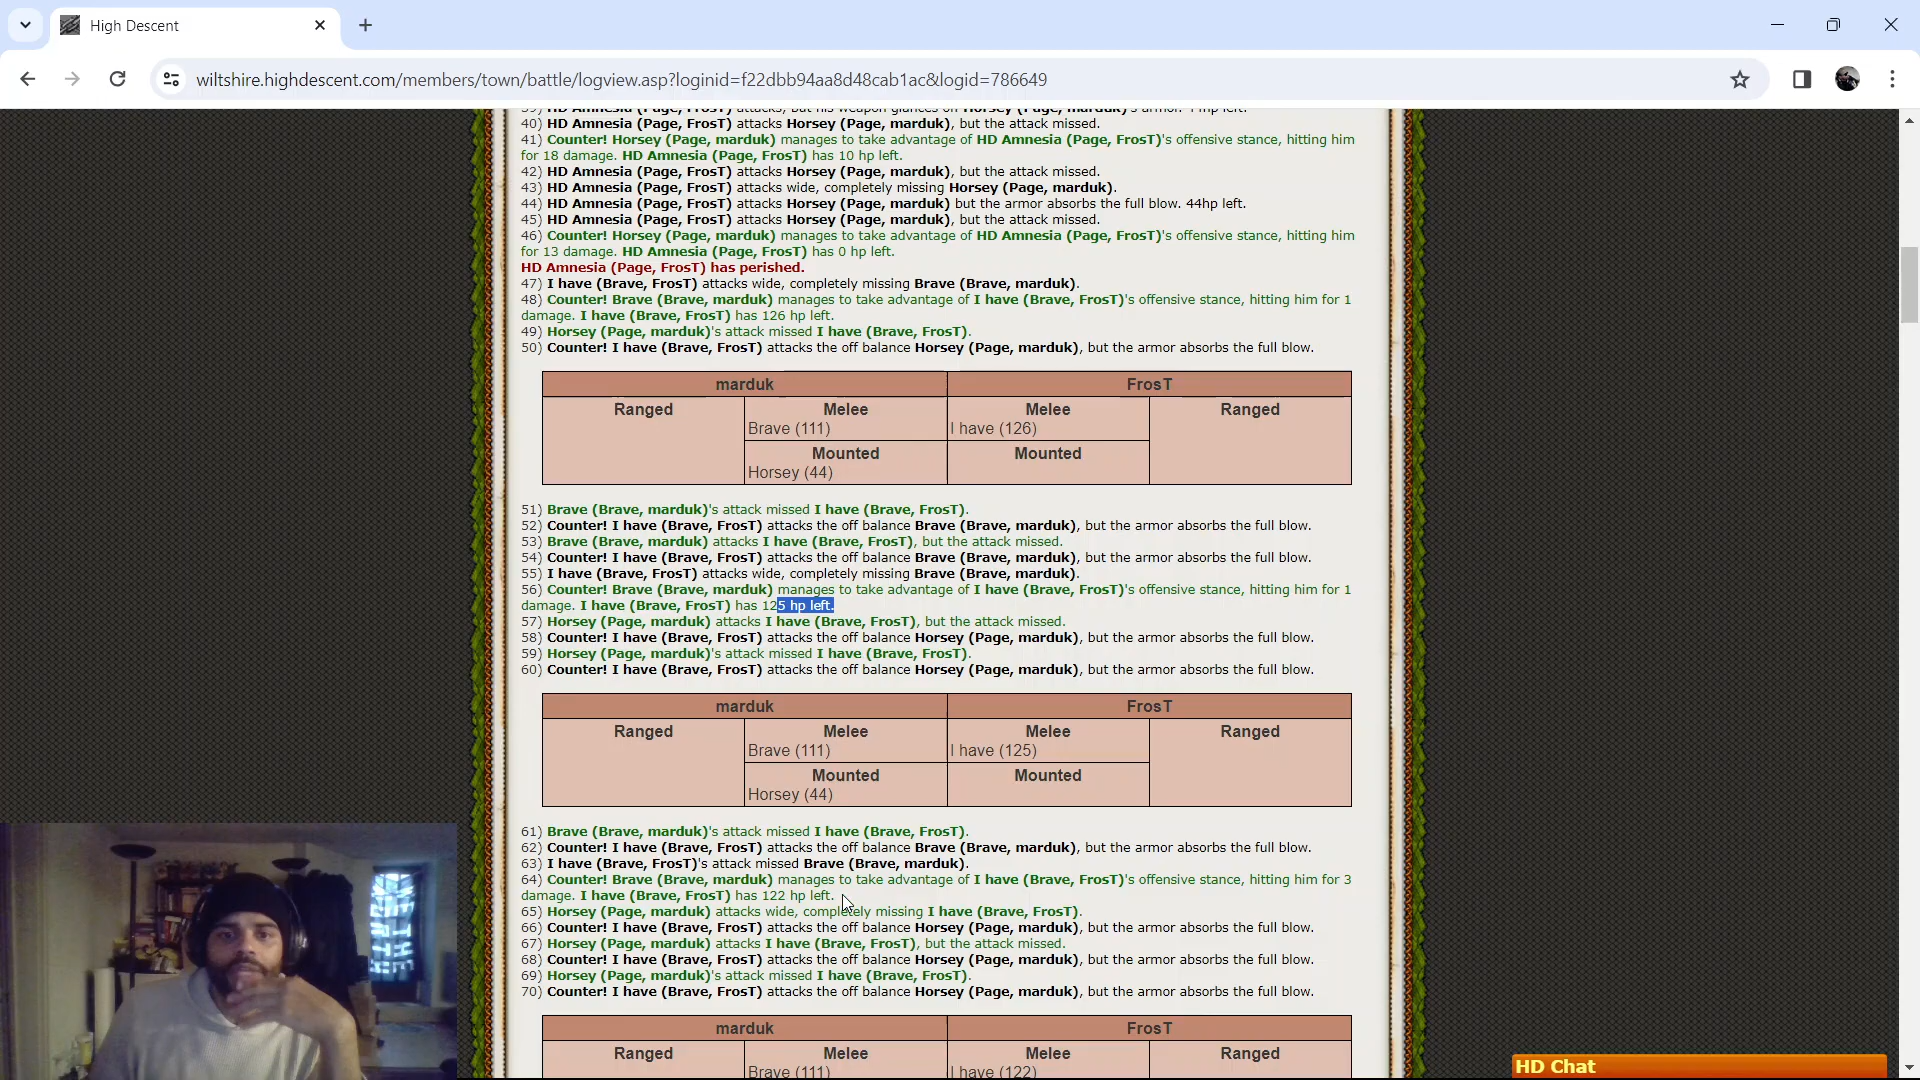 High Descent
wiltshire.highdescent.com/members/town/battle/logview.asp?loginid=f22dbb94aa8d48cab1ac&logid=786649
39) HD Amnesia (Page, FrosT) attacks, but his weapon glances off Horsey (Page, marduk)'s armor. 44hp left.
40) HD Amnesia (Page, FrosT) attacks Horsey (Page, marduk), but the attack missed.
41) Counter! Horsey (Page, marduk) manages to take advantage of HD Amnesia (Page, FrosT)'s offensive stance, hitting him
for 18 damage. HD Amnesia (Page, FrosT) has 10 hp left.
42) HD Amnesia (Page, FrosT) attacks Horsey (Page, marduk), but the attack missed.
43) HD Amnesia (Page, FrosT) attacks wide, completely missing Horsey (Page, marduk).
44) HD Amnesia (Page, FrosT) attacks Horsey (Page, marduk) but the armor absorbs the full blow. 44hp left.
45) HD Amnesia (Page, FrosT) attacks Horsey (Page, marduk), but the attack missed.
46) Counter! Horsey (Page, marduk) manages to take advantage of HD Amnesia (Page, FrosT)'s offensive stance, hitting him
for 13 damage. HD Amnesia (Page, FrosT) has 0 hp left.
HD Amnesia (Page, FrosT) has perished.
47) I have (Brave, FrosT) attacks wide, completely missing Brave (Brave, marduk).
48) Counter! Brave (Brave, marduk) manages to take advantage of I have (Brave, FrosT)'s offensive stance, hitting him for 1
damage. I have (Brave, FrosT) has 126 hp left.
49) Horsey (Page, marduk)'s attack missed I have (Brave, FrosT).
50) Counter! I have (Brave, FrosT) attacks the off balance Horsey (Page, marduk), but the armor absorbs the full blow.
marduk FrosT
Ranged Melee Melee Ranged
Brave (111) I have (126)
Mounted Mounted
Horsey (44)
51) Brave (Brave, marduk)'s attack missed I have (Brave, FrosT).
52) Counter! I have (Brave, FrosT) attacks the off balance Brave (Brave, marduk), but the armor absorbs the full blow.
53) Brave (Brave, marduk) attacks I have (Brave, FrosT), but the attack missed.
54) Counter! I have (Brave, FrosT) attacks the off balance Brave (Brave, marduk), but the armor absorbs the full blow.
55) I have (Brave, FrosT) attacks wide, completely missing Brave (Brave, marduk).
56) Counter! Brave (Brave, marduk) manages to take advantage of I have (Brave, FrosT)'s offensive stance, hitting him for 1
damage. I have (Brave, FrosT) has 125 hp left.
57) Horsey (Page, marduk) attacks I have (Brave, FrosT), but the attack missed.
58) Counter! I have (Brave, FrosT) attacks the off balance Horsey (Page, marduk), but the armor absorbs the full blow.
59) Horsey (Page, marduk)'s attack missed I have (Brave, FrosT).
60) Counter! I have (Brave, FrosT) attacks the off balance Horsey (Page, marduk), but the armor absorbs the full blow.
marduk FrosT
Ranged Melee Melee Ranged
Brave (111) I have (125)
Mounted Mounted
Horsey (44)
61) Brave (Brave, marduk)'s attack missed I have (Brave, FrosT).
62) Counter! I have (Brave, FrosT) attacks the off balance Brave (Brave, marduk), but the armor absorbs the full blow.
63) I have (Brave, FrosT)'s attack missed Brave (Brave, marduk).
64) Counter! Brave (Brave, marduk) manages to take advantage of I have (Brave, FrosT)'s offensive stance, hitting him for 3
damage. I have (Brave, FrosT) has 122 hp left.
65) Horsey (Page, marduk) attacks wide, completely missing I have (Brave, FrosT).
66) Counter! I have (Brave, FrosT) attacks the off balance Horsey (Page, marduk), but the armor absorbs the full blow.
67) Horsey (Page, marduk) attacks I have (Brave, FrosT), but the attack missed.
68) Counter! I have (Brave, FrosT) attacks the off balance Horsey (Page, marduk), but the armor absorbs the full blow.
69) Horsey (Page, marduk)'s attack missed I have (Brave, FrosT).
70) Counter! I have (Brave, FrosT) attacks the off balance Horsey (Page, marduk), but the armor absorbs the full blow.
marduk FrosT
Ranged Melee Melee Ranged
Brave (111) I have (122)
HD Chat